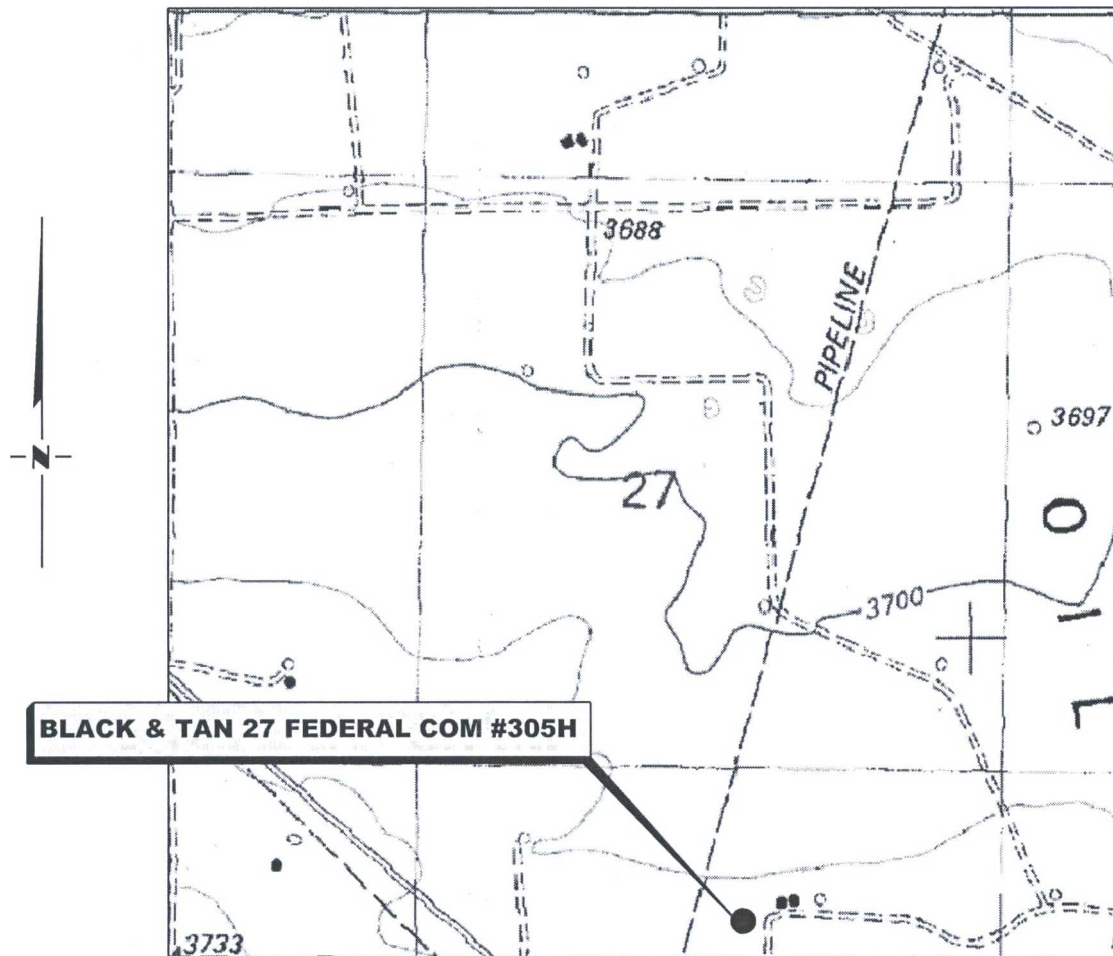 3688
PIPELINE
3697
27
O
3700
I
L
BLACK & TAN 27 FEDERAL COM #305H
3733
N